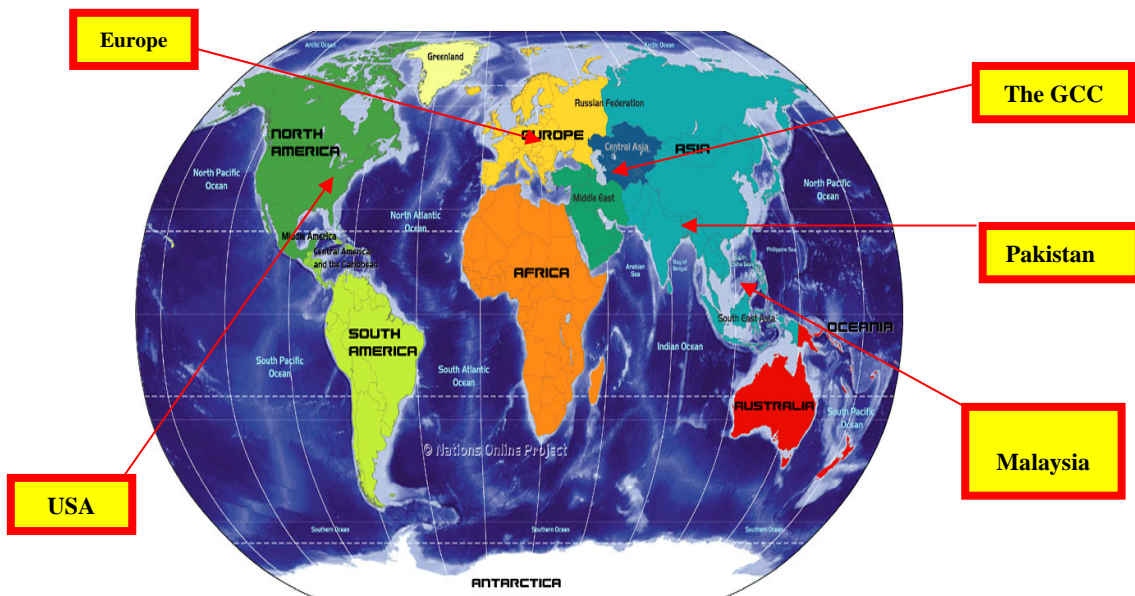 Europe
Arctic Ocean
Arctic Ocean
Greenland
The GCC
Russian Federation
NORTH
AMERICA
EUROPE
Central Asia
ASIA
North Pacific
Ocean
North Pacific
Ocean
Middle East
North Atlantic
Ocean
Middle America
Central America
and the Caribbean
Philippine Sea
Pakistan
AFRICA
Arabian
Sea
Bay of
Bengal
China Sea
South East Asia
OCEANIA
SOUTH
AMERICA
Indian Ocean
South Pacific
Ocean
South Atlantic
Ocean
AUSTRALIA
South Pacific
Ocean
© Nations Online Project
Malaysia
USA
Southern Ocean
Southern Ocean
Southern Ocean
ANTARCTICA